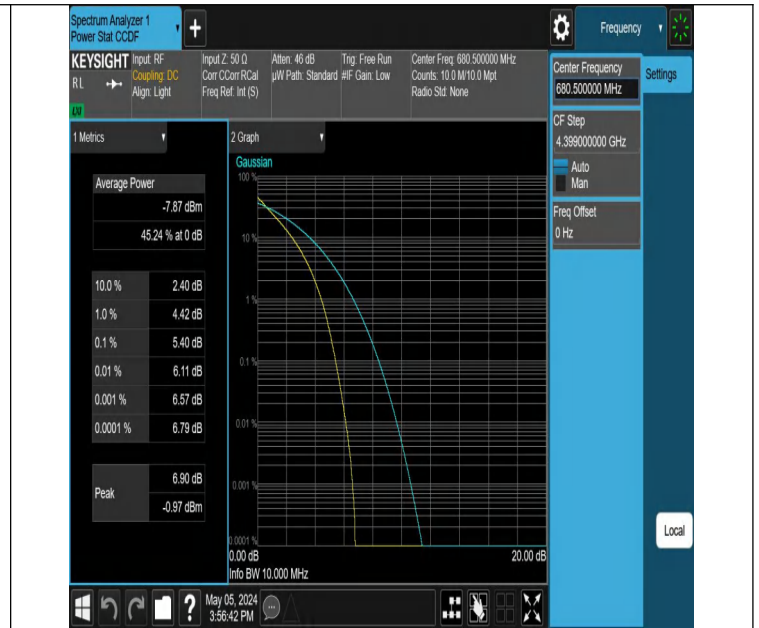 Spectrum Analyzer 1
Power Stat CCDF
+
Frequency
KEYSIGHT
RL
LXI
Input: RF
Coupling: DC
Align: Light
Input Z: 50 Ω
Corr CCorr RCal
Freq Ref: Int (S)
Atten: 46 dB
µW Path: Standard
Trig: Free Run
#IF Gain: Low
Center Freq: 680.500000 MHz
Counts: 10.0 M/10.0 Mpt
Radio Std: None
Center Frequency
680.500000 MHz
Settings
CF Step
4.399000000 GHz
Auto
Man
Freq Offset
0 Hz
1 Metrics
Average Power
-7.87 dBm
45.24 % at 0 dB
10.0 % 2.40 dB
1.0 % 4.42 dB
0.1 % 5.40 dB
0.01 % 6.11 dB
0.001 % 6.57 dB
0.0001 % 6.79 dB
Peak
6.90 dB
-0.97 dBm
2 Graph
Gaussian
100 %
10 %
1 %
0.1 %
0.01 %
0.001 %
0.0001 %
0.00 dB
20.00 dB
Info BW 10.000 MHz
Local
?
May 05, 2024
3:56:42 PM